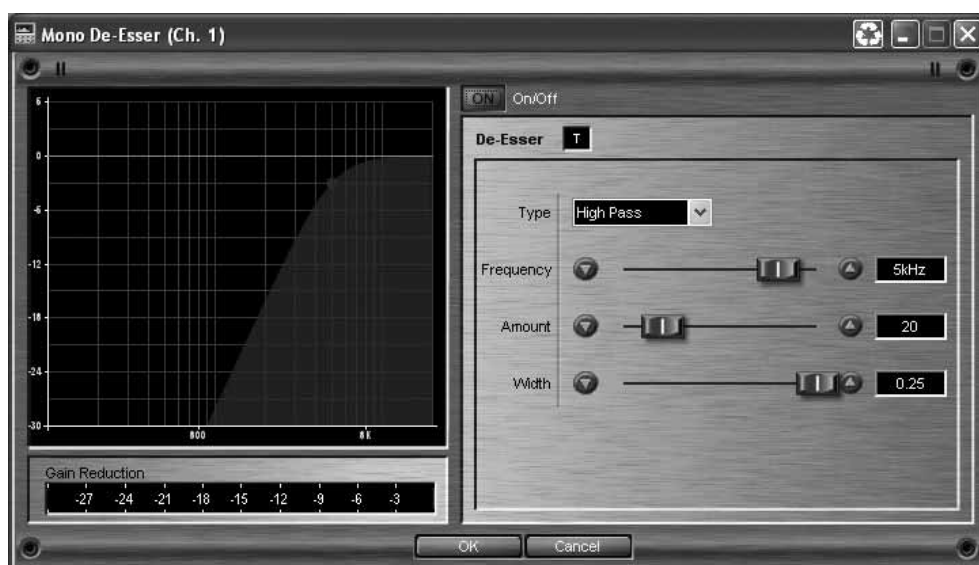 Mono De-Esser (Ch. 1)
6
0
-6
-12
-18
-24
-30
800
8K
Gain Reduction
-27 -24 -21 -18 -15 -12 -9 -6 -3
ON On/Off
De-Esser T
Type High Pass
Frequency 5kHz
Amount 20
Width 0.25
OK Cancel